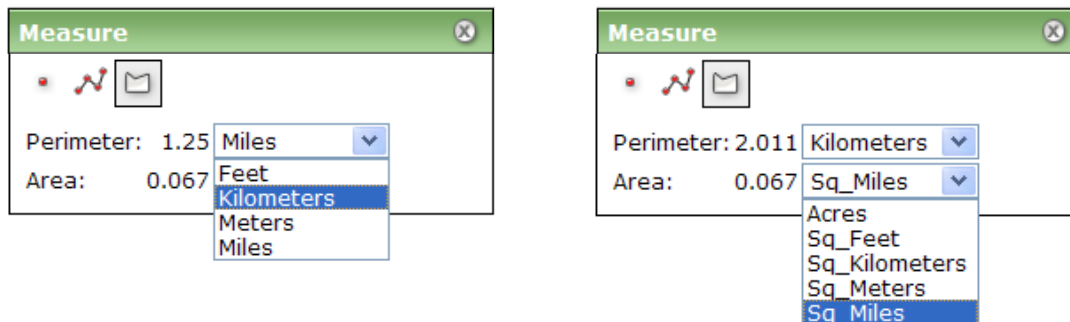 Measure
Perimeter: 1.25 Miles
Area: 0.067 Feet
Kilometers
Meters
Miles
Measure
Perimeter: 2.011 Kilometers
Area: 0.067 Sq_Miles
Acres
Sq_Feet
Sq_Kilometers
Sq_Meters
Sq_Miles